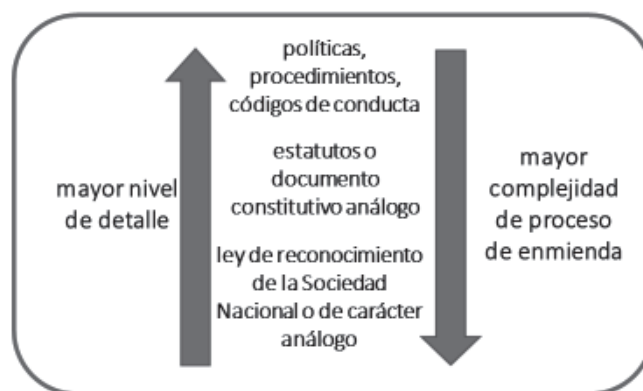 políticas,
procedimientos,
códigos de conducta
estatutos o
documento
constitutivo análogo
ley de reconocimiento
de la Sociedad
Nacional o de carácter
análogo
mayor nivel
de detalle
mayor
complejidad
de proceso
de enmienda